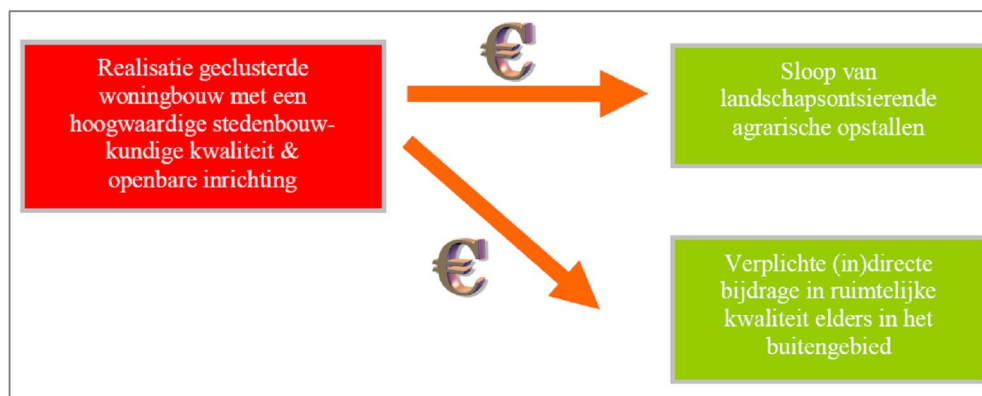 Realisatie geclusterde
woningbouw met een
hoogwaardige stedenbouw-
kundige kwaliteit &
openbare inrichting
€
Sloop van
landschapsontsierende
agrarische opstallen
€
Verplichte (in)directe
bijdrage in ruimtelijke
kwaliteit elders in het
buitengebied